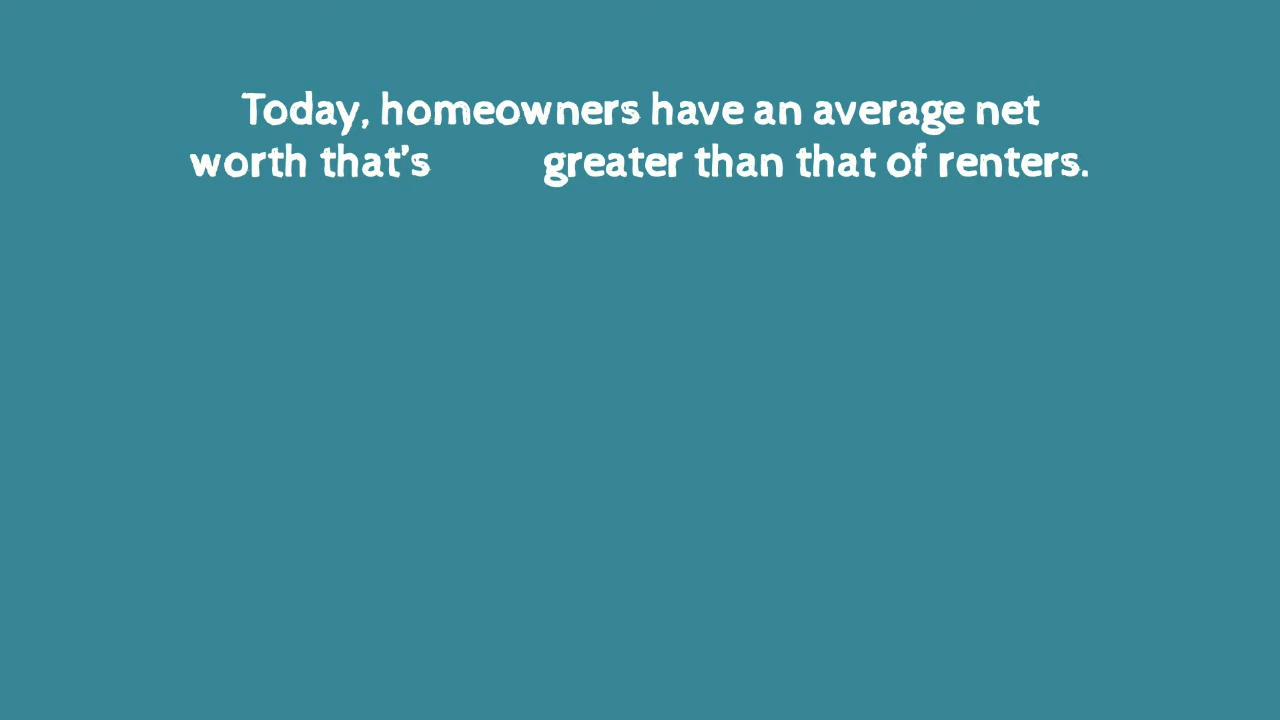 Today, homeowners have an average net
worth that's greater than that of renters.